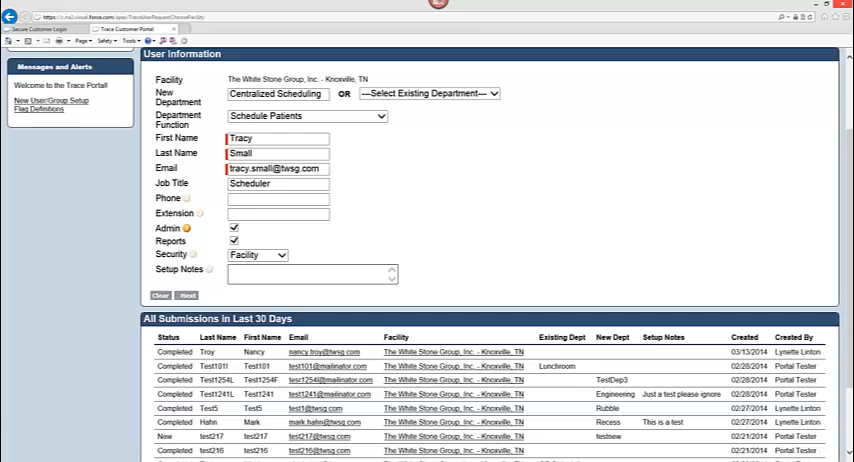 https://c.na2.visual.force.com/apex/TraceUserRequestChooseFacility
Secure Customer Login
Trace Customer Portal
Page
Safety
Tools
Messages and Alerts
Welcome to the Trace Portal!
New User/Group Setup
Flag Definitions
User Information
Facility The White Stone Group, Inc. - Knoxville, TN
New Department Centralized Scheduling OR ---Select Existing Department---
Department Function Schedule Patients
First Name Tracy
Last Name Small
Email tracy.small@twsg.com
Job Title Scheduler
Phone
Extension
Admin
Reports
Security Facility
Setup Notes
Clear Next
All Submissions in Last 30 Days
Status Last Name First Name Email Facility Existing Dept New Dept Setup Notes Created Created By
Completed Troy Nancy nancy.troy@twsg.com The White Stone Group, Inc. - Knoxville, TN 03/13/2014 Lynette Linton
Completed Test101l Test101 test101@mailinator.com The White Stone Group, Inc. - Knoxville, TN Lunchroom 02/28/2014 Portal Tester
Completed Test1254L Test1254F test1254l@mailinator.com The White Stone Group, Inc. - Knoxville, TN TestDep3 02/28/2014 Portal Tester
Completed Test1241L Test1241 test1241@mailinator.com The White Stone Group, Inc. - Knoxville, TN Engineering Just a test please ignore 02/28/2014 Portal Tester
Completed Test5 Test5 test1@twsg.com The White Stone Group, Inc. - Knoxville, TN Rubble 02/27/2014 Lynette Linton
Completed Hahn Mark mark.hahn@twsg.com The White Stone Group, Inc. - Knoxville, TN Recess This is a test 02/27/2014 Lynette Linton
New test217 test217 test217@twsg.com The White Stone Group, Inc. - Knoxville, TN testnew 02/21/2014 Portal Tester
Completed test216 test216 test216@twsg.com The White Stone Group, Inc. - Knoxville, TN 02/21/2014 Portal Tester